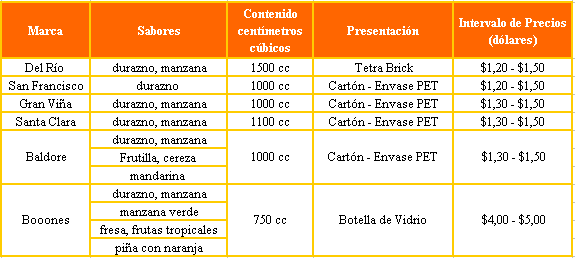 Marca Sabores Contenido centímetros cúbicos Presentación Intervalo de Precios (dólares)
Del Río durazno, manzana 1500 cc Tetra Brick $1,20 - $1,50
San Francisco durazno 1000 cc Cartón - Envase PET $1,20 - $1,50
Gran Viña durazno, manzana 1000 cc Cartón - Envase PET $1,30 - $1,50
Santa Clara durazno, manzana 1100 cc Cartón - Envase PET $1,30 - $1,50
durazno, manzana
Baldore Frutilla, cereza 1000 cc Cartón - Envase PET $1,30 - $1,50
mandarina
durazno, manzana
manzana verde
Booones 750 cc Botella de Vidrio $4,00 - $5,00
fresa, frutas tropicales
piña con naranja